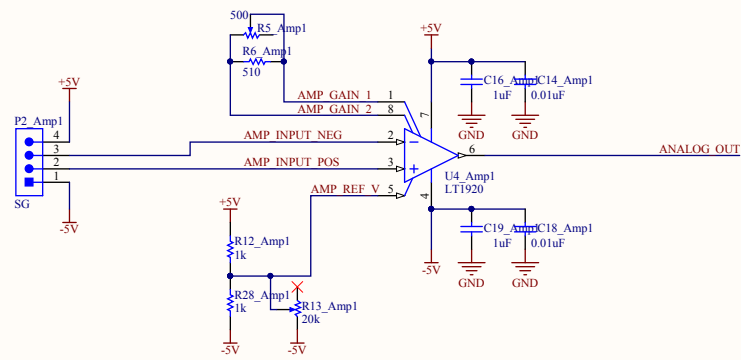 500
R5_Amp1
R6_Amp1
510
+5V
C16_Amp1
1uF
C14_Amp1
0.01uF
GND
GND
+5V
P2_Amp1
4
3
2
1
SG
-5V
AMP_GAIN_1
1
AMP_GAIN_2
8
7
AMP_INPUT_NEG
2
AMP_INPUT_POS
3
AMP_REF_V
5
6
ANALOG_OUT
U4_Amp1
LT1920
4
+5V
R12_Amp1
1k
R28_Amp1
1k
R13_Amp1
20k
-5V
-5V
C19_Amp1
1uF
C18_Amp1
0.01uF
-5V
GND
GND